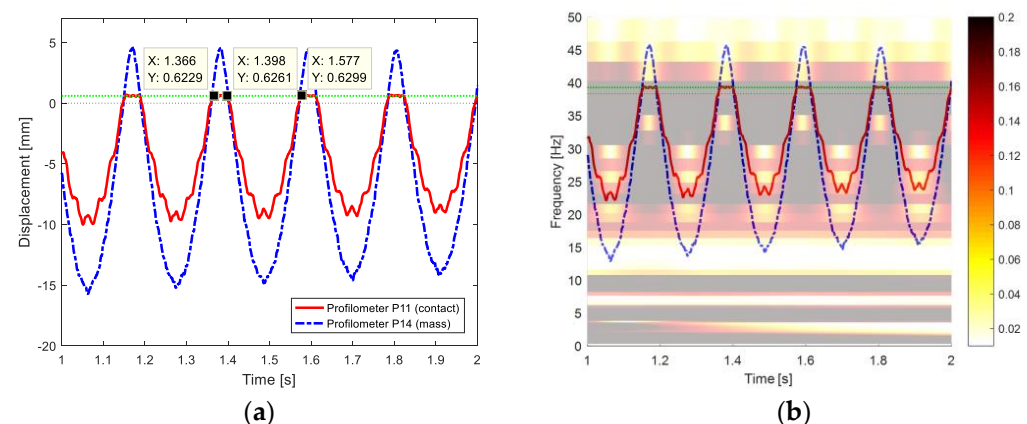 5
0
-5
-10
-15
-20
Displacement [mm]
X: 1.366
Y: 0.6229
X: 1.398
Y: 0.6261
X: 1.577
Y: 0.6299
Profilometer P11 (contact)
Profilometer P14 (mass)
1 1.1 1.2 1.3 1.4 1.5 1.6 1.7 1.8 1.9 2
Time [s]
(a)
50
45
40
35
30
25
20
15
10
5
0
Frequency [Hz]
1 1.2 1.4 1.6 1.8 2
Time [s]
0.2
0.18
0.16
0.14
0.12
0.1
0.08
0.06
0.04
0.02
(b)